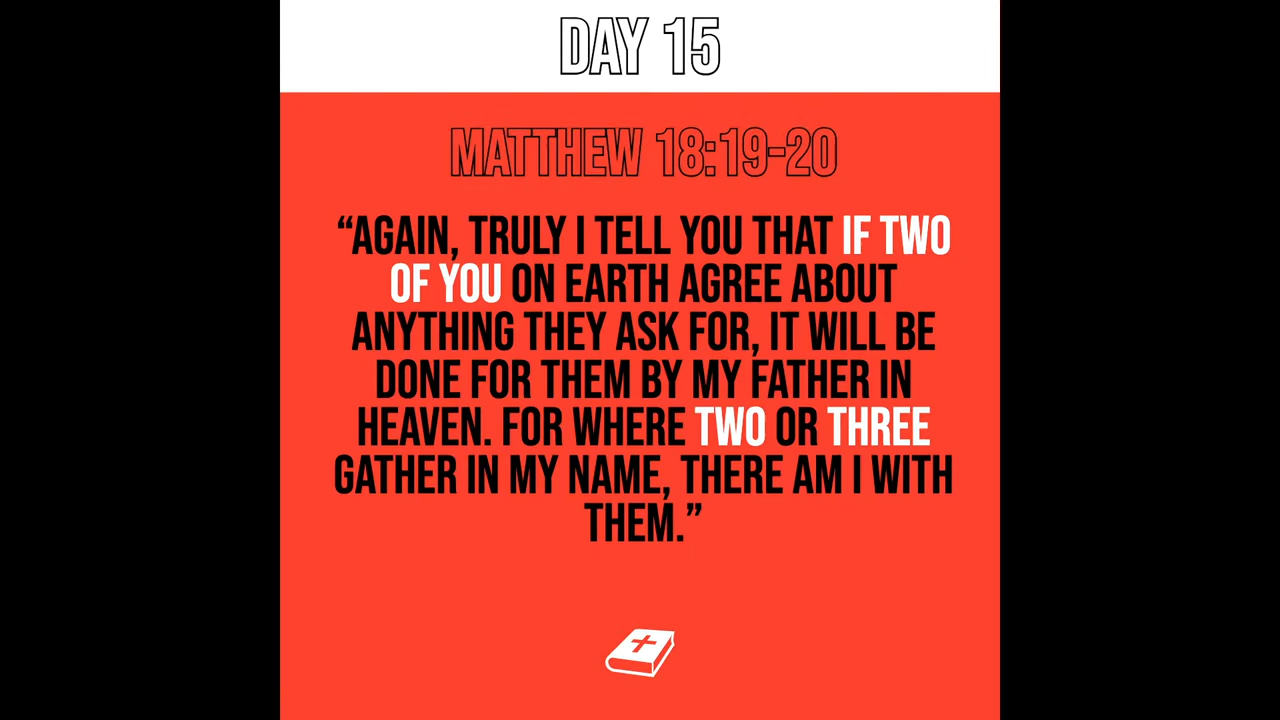 DAY 15
MATTHEW 18:19-20
“AGAIN, TRULY I TELL YOU THAT IF TWO
OF YOU ON EARTH AGREE ABOUT
ANYTHING THEY ASK FOR, IT WILL BE
DONE FOR THEM BY MY FATHER IN
HEAVEN. FOR WHERE TWO OR THREE
GATHER IN MY NAME, THERE AM I WITH
THEM.”